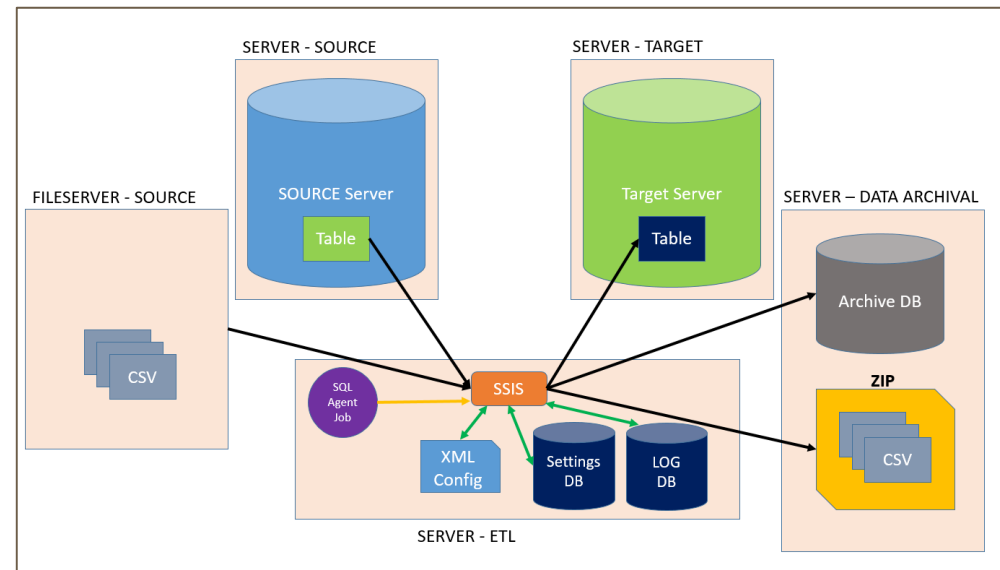 SERVER - SOURCE
SERVER - TARGET
SOURCE Server
Table
Target Server
Table
FILESERVER - SOURCE
CSV
SERVER – DATA ARCHIVAL
Archive DB
ZIP
CSV
SQL
Agent
Job
SSIS
XML
Config
Settings
DB
LOG
DB
SERVER - ETL